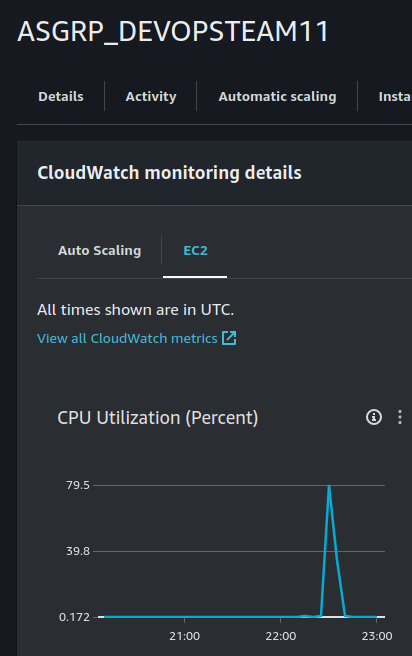 ASGRP_DEVOPSTEAM11
Details Activity Automatic scaling Insta
CloudWatch monitoring details
Auto Scaling EC2
All times shown are in UTC.
View all CloudWatch metrics
CPU Utilization (Percent)
79.5
39.8
0.172
21:00 22:00 23:00